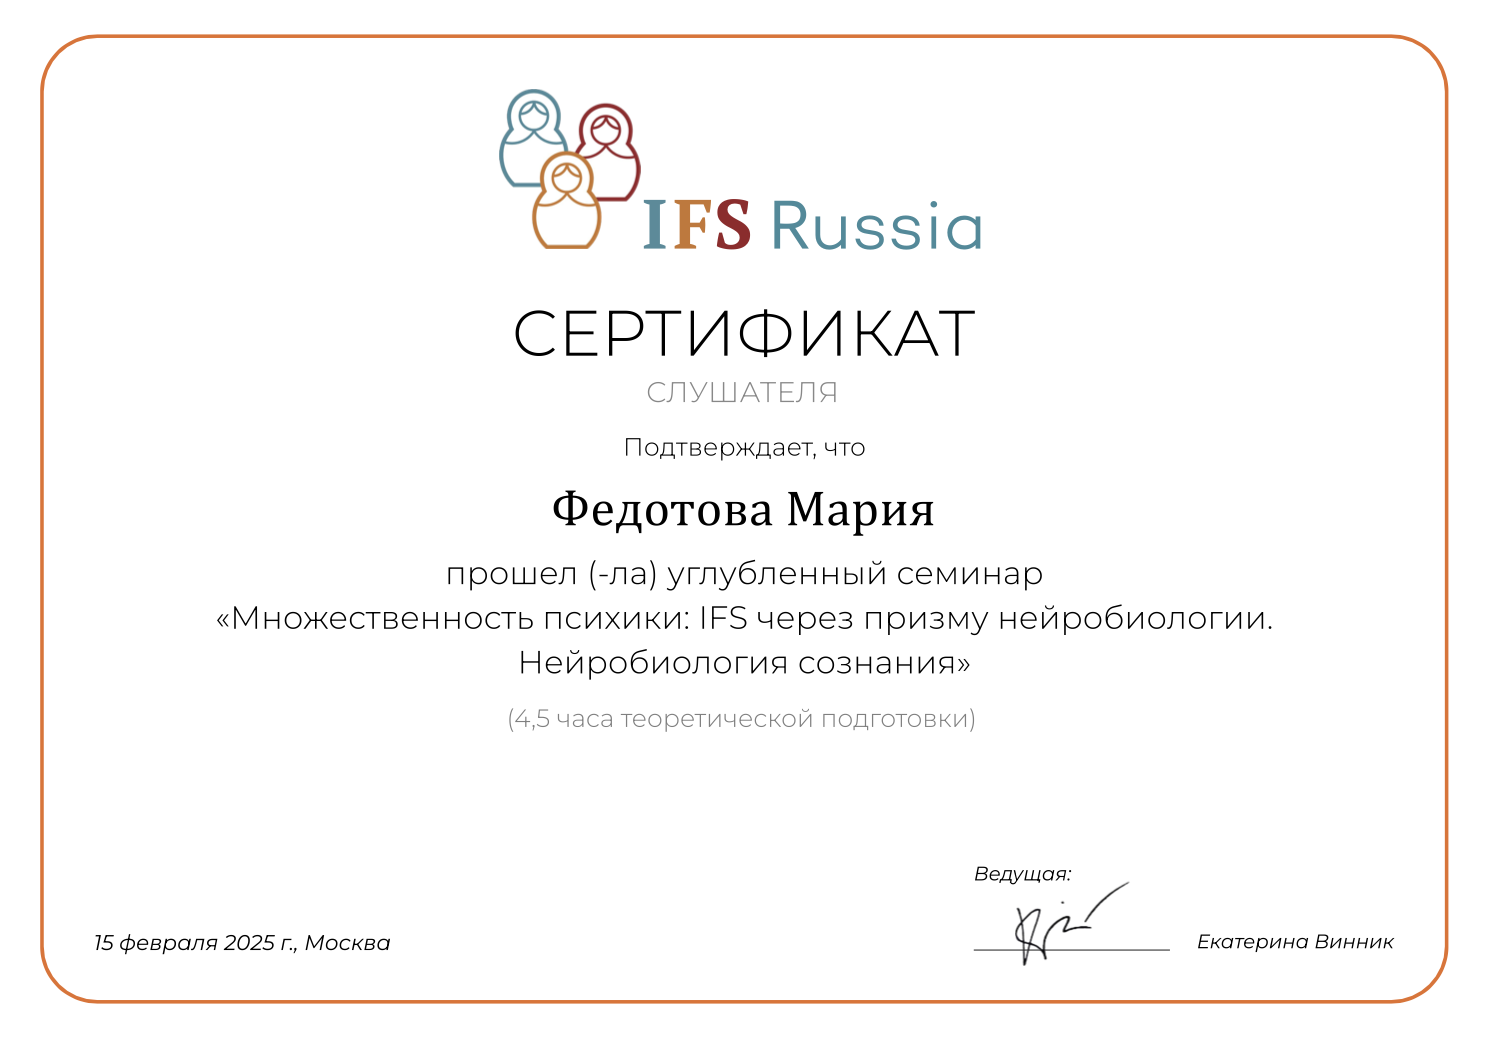 IFS Russia
СЕРТИФИКАТ
СЛУШАТЕЛЯ
Подтверждает, что
Федотова Мария
прошел (-ла) углубленный семинар
«Множественность психики: IFS через призму нейробиологии.
Нейробиология сознания»
(4,5 часа теоретической подготовки)
Ведущая:
15 февраля 2025 г., Москва
Екатерина Винник